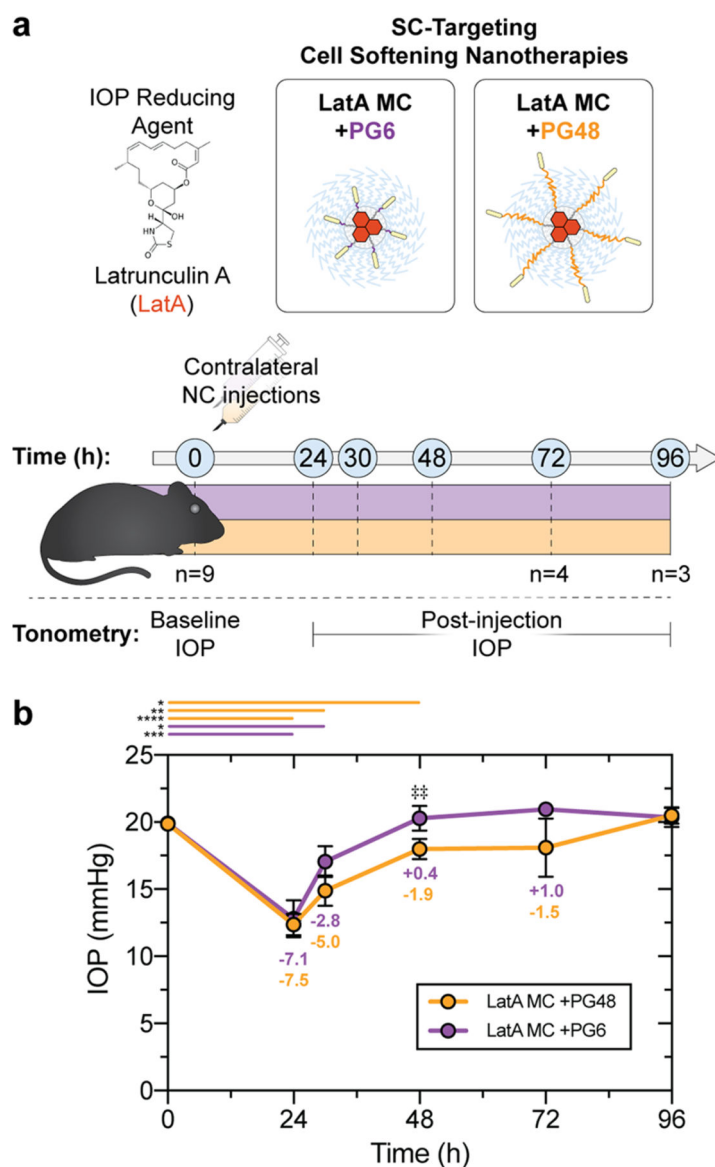 a
SC-Targeting
Cell Softening Nanotherapies
IOP Reducing
Agent
O
O
O
H
OH
HN
O
S
Latrunculin A
(LatA)
LatA MC
+PG6
LatA MC
+PG48
Contralateral
NC injections
Time (h):
0
24
30
48
72
96
n=9
n=4
n=3
Tonometry:
Baseline
IOP
Post-injection
IOP
b
*
**
****
*
***
25
20
15
10
5
0
IOP (mmHg)
‡‡
-7.1
-7.5
-2.8
-5.0
+0.4
-1.9
+1.0
-1.5
LatA MC +PG48
LatA MC +PG6
0
24
48
72
96
Time (h)